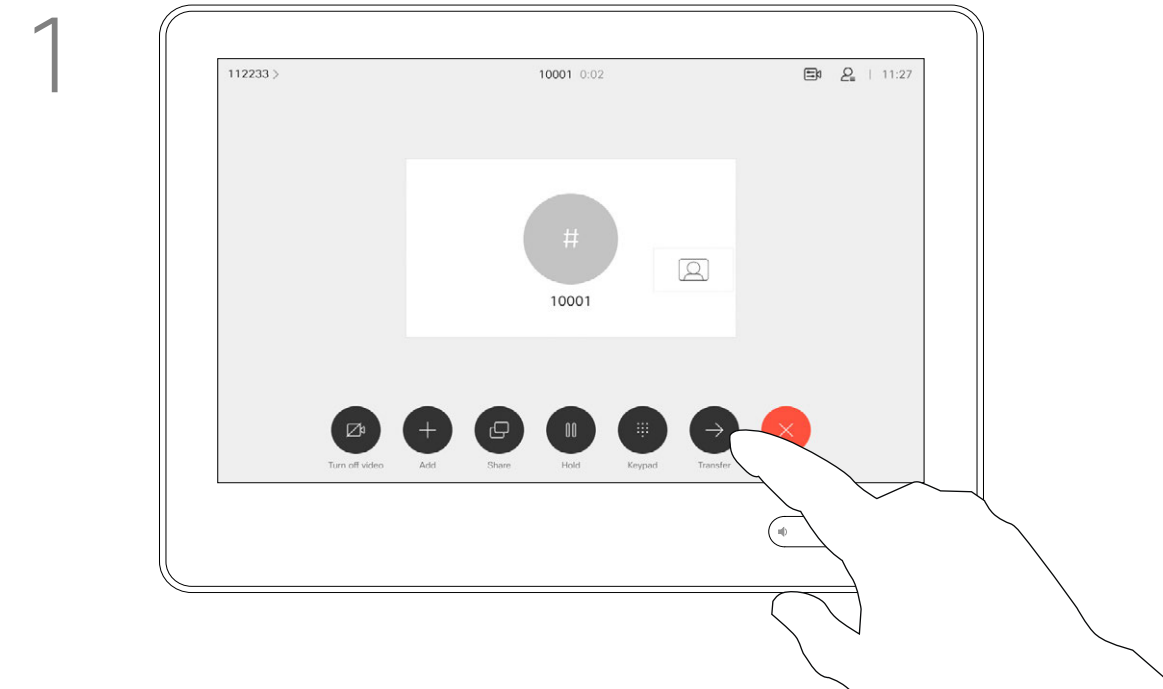 1
112233 >
10001 0:02
11:27
#
10001
Turn off video
Add
Share
Hold
Keypad
Transfer